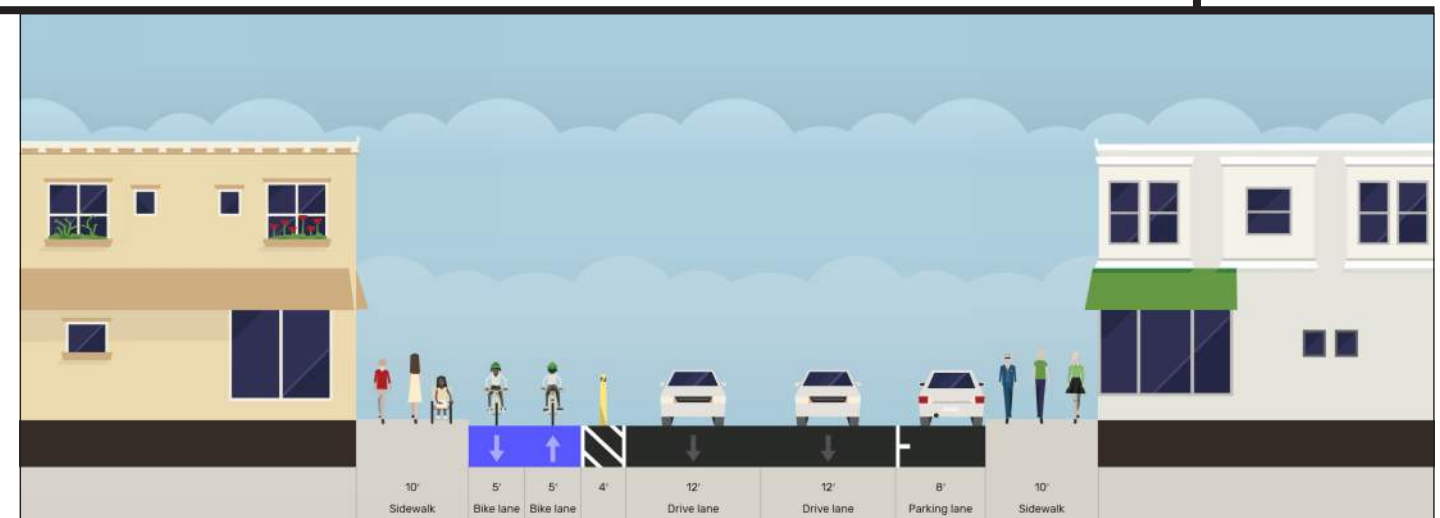 10' 5' 5' 4' 12' 12' 8' 10'
Sidewalk Bike lane Bike lane Drive lane Drive lane Parking lane Sidewalk